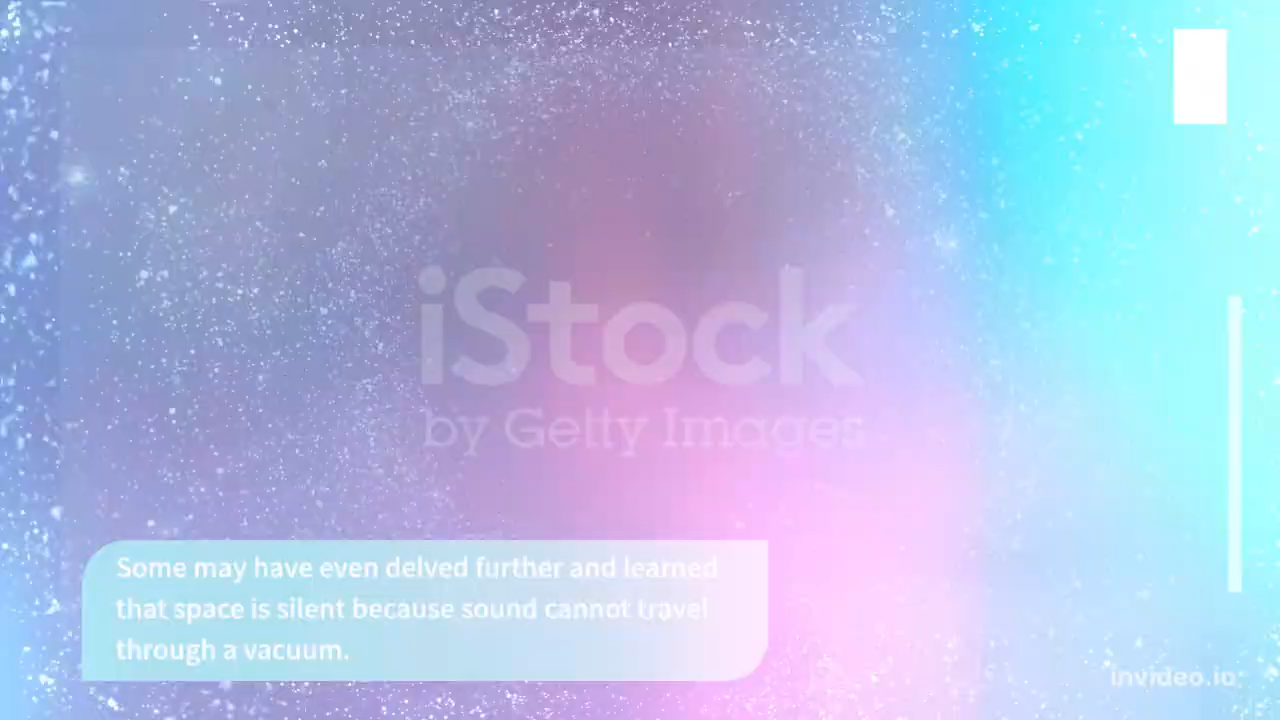 iStock
by Getty Images
Some may have even delved further and learned
that space is silent because sound cannot travel
through a vacuum.
invideo.io